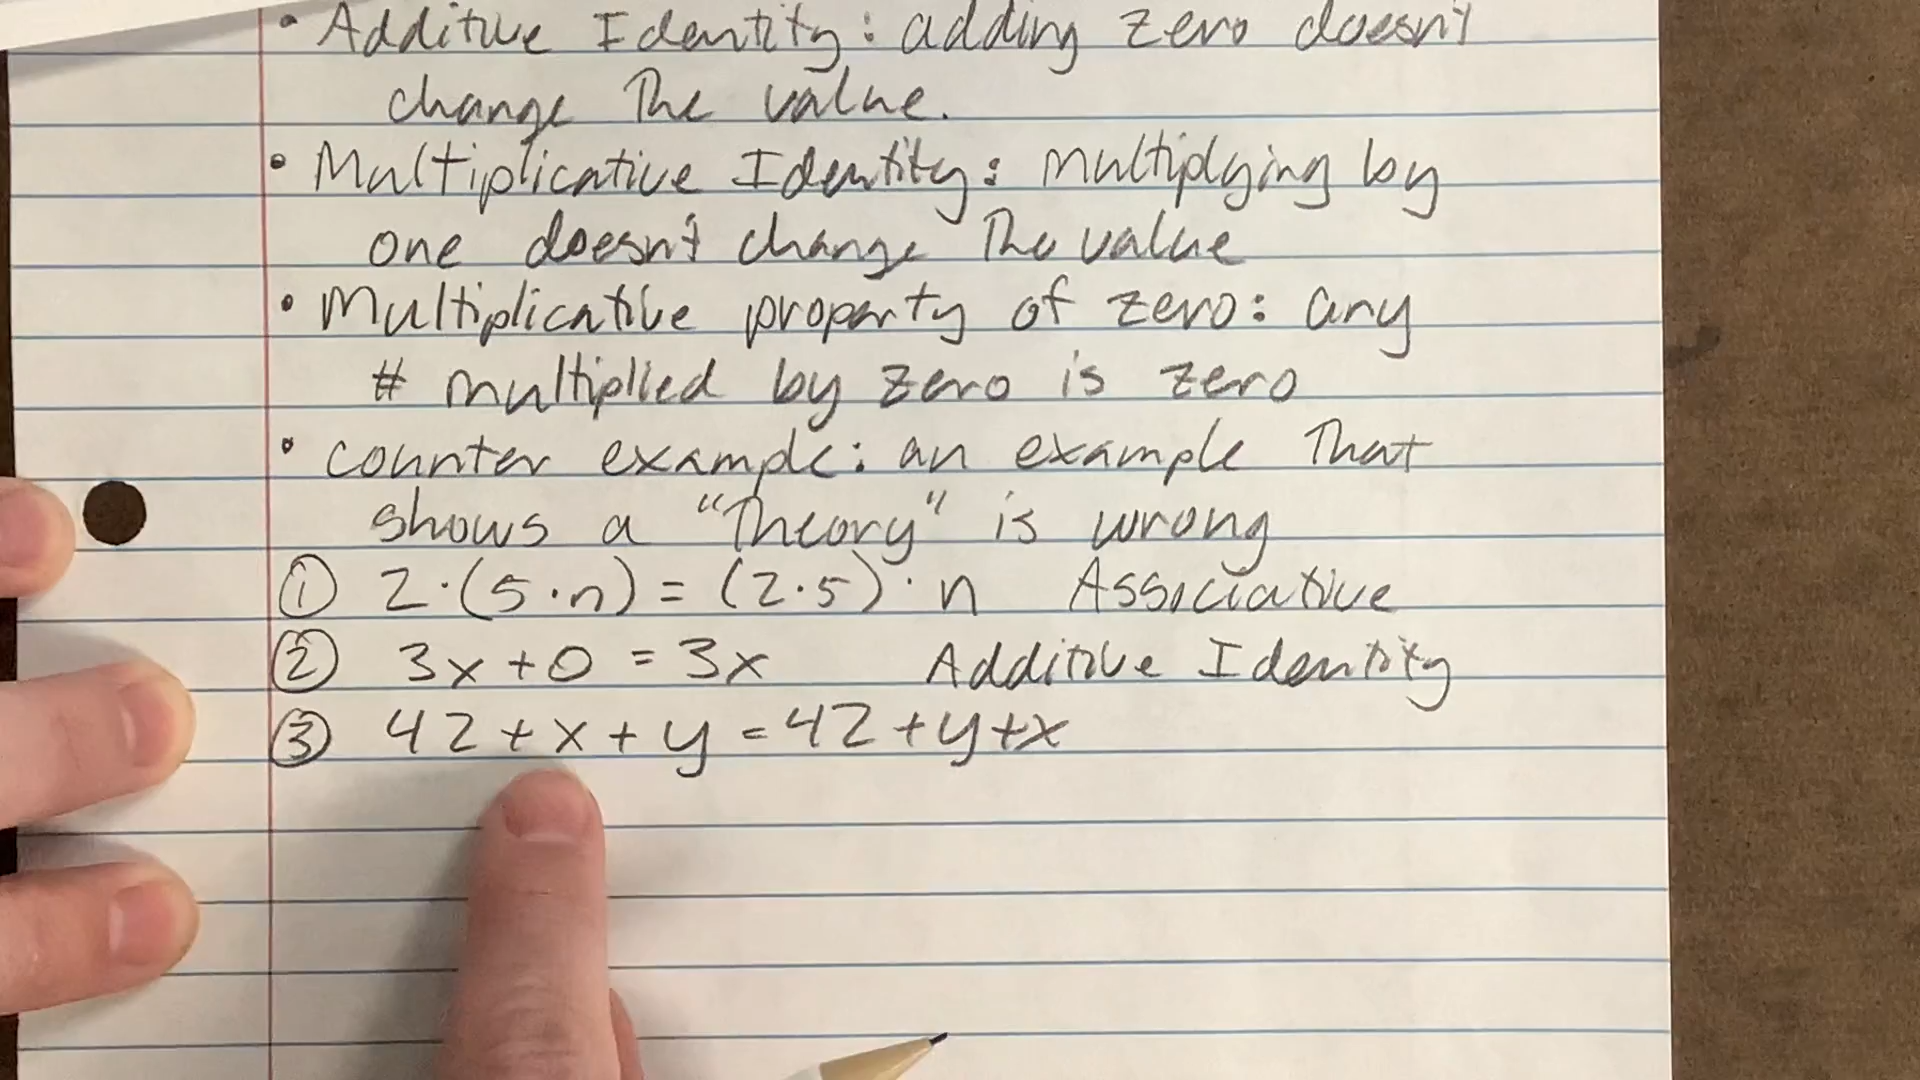 • Additive Identity: adding zero doesn't
change the value.
• Multiplicative Identity: multiplying by
one doesn't change the value
• Multiplicative property of zero: any
# multiplied by zero is zero
• counter example: an example that
shows a "theory" is wrong
① 2·(5·n) = (2·5)·n Associative
② 3x+0 = 3x Additive Identity
③ 42+x+y=42+y+x